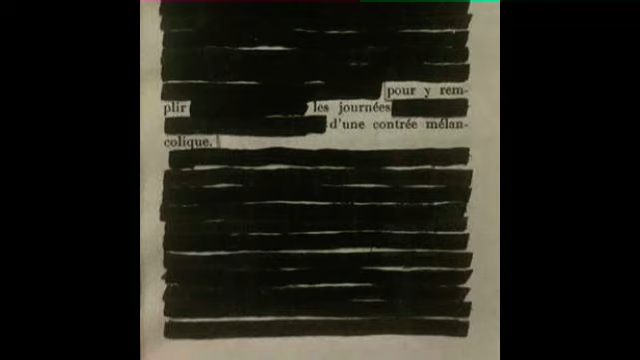 pour y rem-
plir les journées
d'une contrée mélan-
colique.